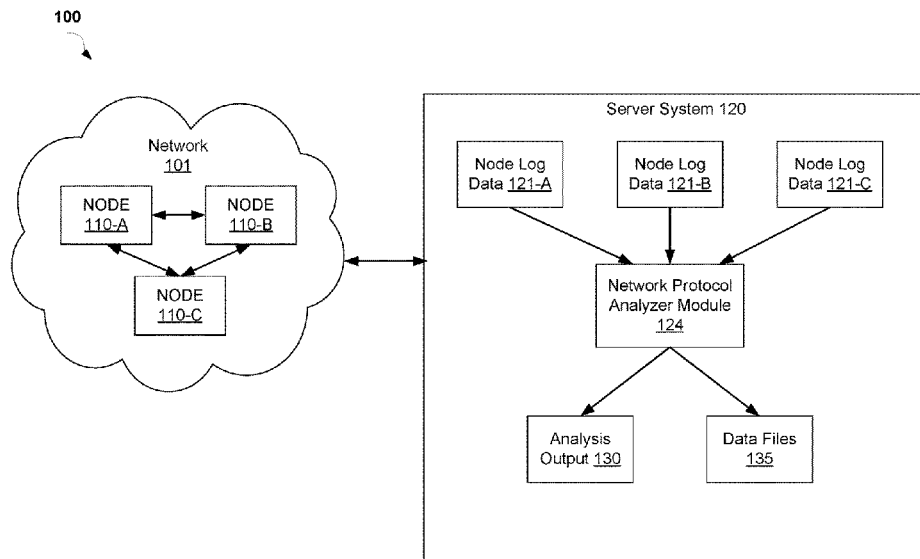 100
Network
101
NODE
110-A
NODE
110-B
NODE
110-C
Server System 120
Node Log
Data 121-A
Node Log
Data 121-B
Node Log
Data 121-C
Network Protocol
Analyzer Module
124
Analysis
Output 130
Data Files
135